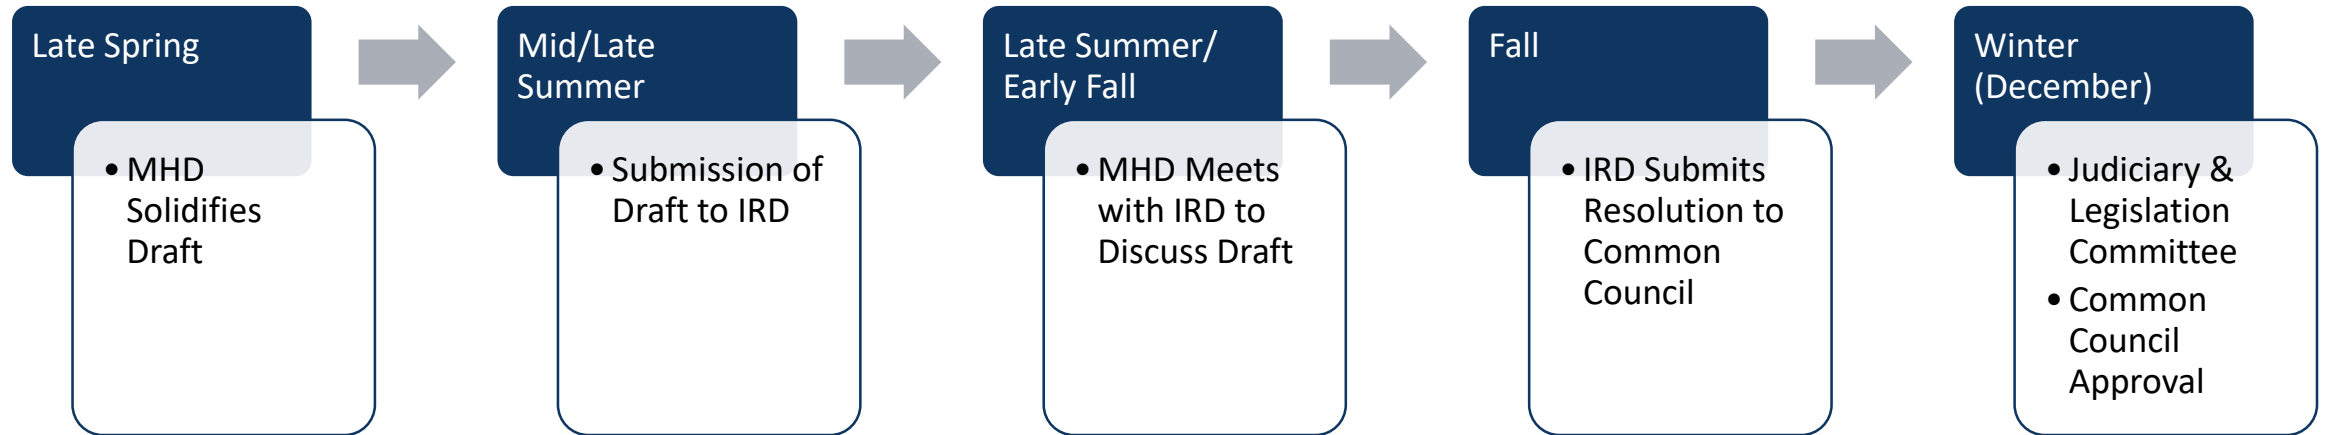 Late Spring
• MHD
Solidifies
Draft
Mid/Late
Summer
• Submission of
Draft to IRD
Late Summer/
Early Fall
• MHD Meets
with IRD to
Discuss Draft
Fall
• IRD Submits
Resolution to
Common
Council
Winter
(December)
• Judiciary &
Legislation
Committee
• Common
Council
Approval